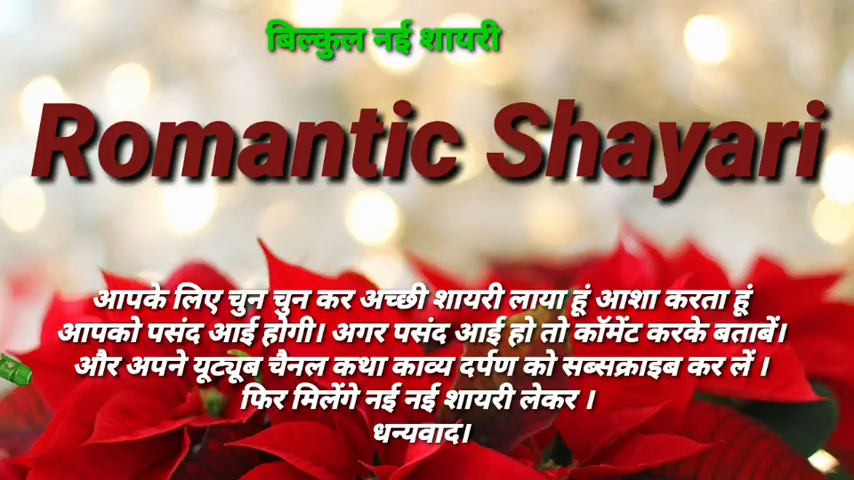 बिल्कुल नई शायरी
Romantic Shayari
आपके लिए चुन चुन कर अच्छी शायरी लाया हूं आशा करता हूं
आपको पसंद आई होगी। अगर पसंद आई हो तो कॉमेंट करके बताबें।
और अपने यूट्यूब चैनल कथा काव्य दर्पण को सब्सक्राइब कर लें ।
फिर मिलेंगे नई नई शायरी लेकर ।
धन्यवाद।